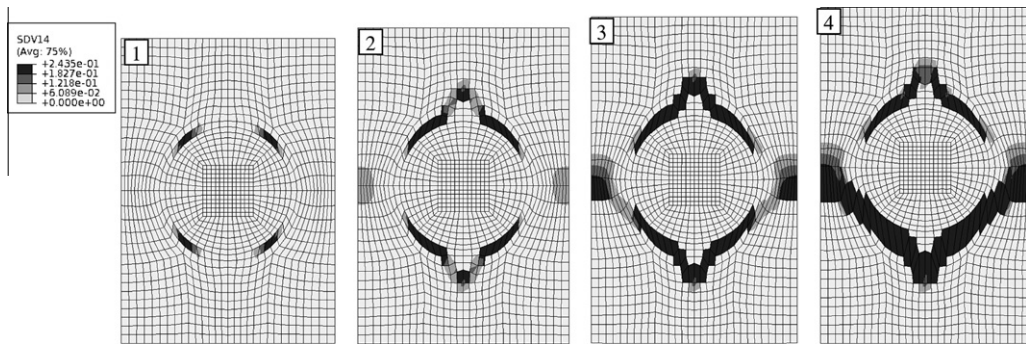 SDV14
(Avg: 75%)
+2.435e-01
+1.827e-01
+1.218e-01
+6.089e-02
+0.000e+00
1
2
3
4